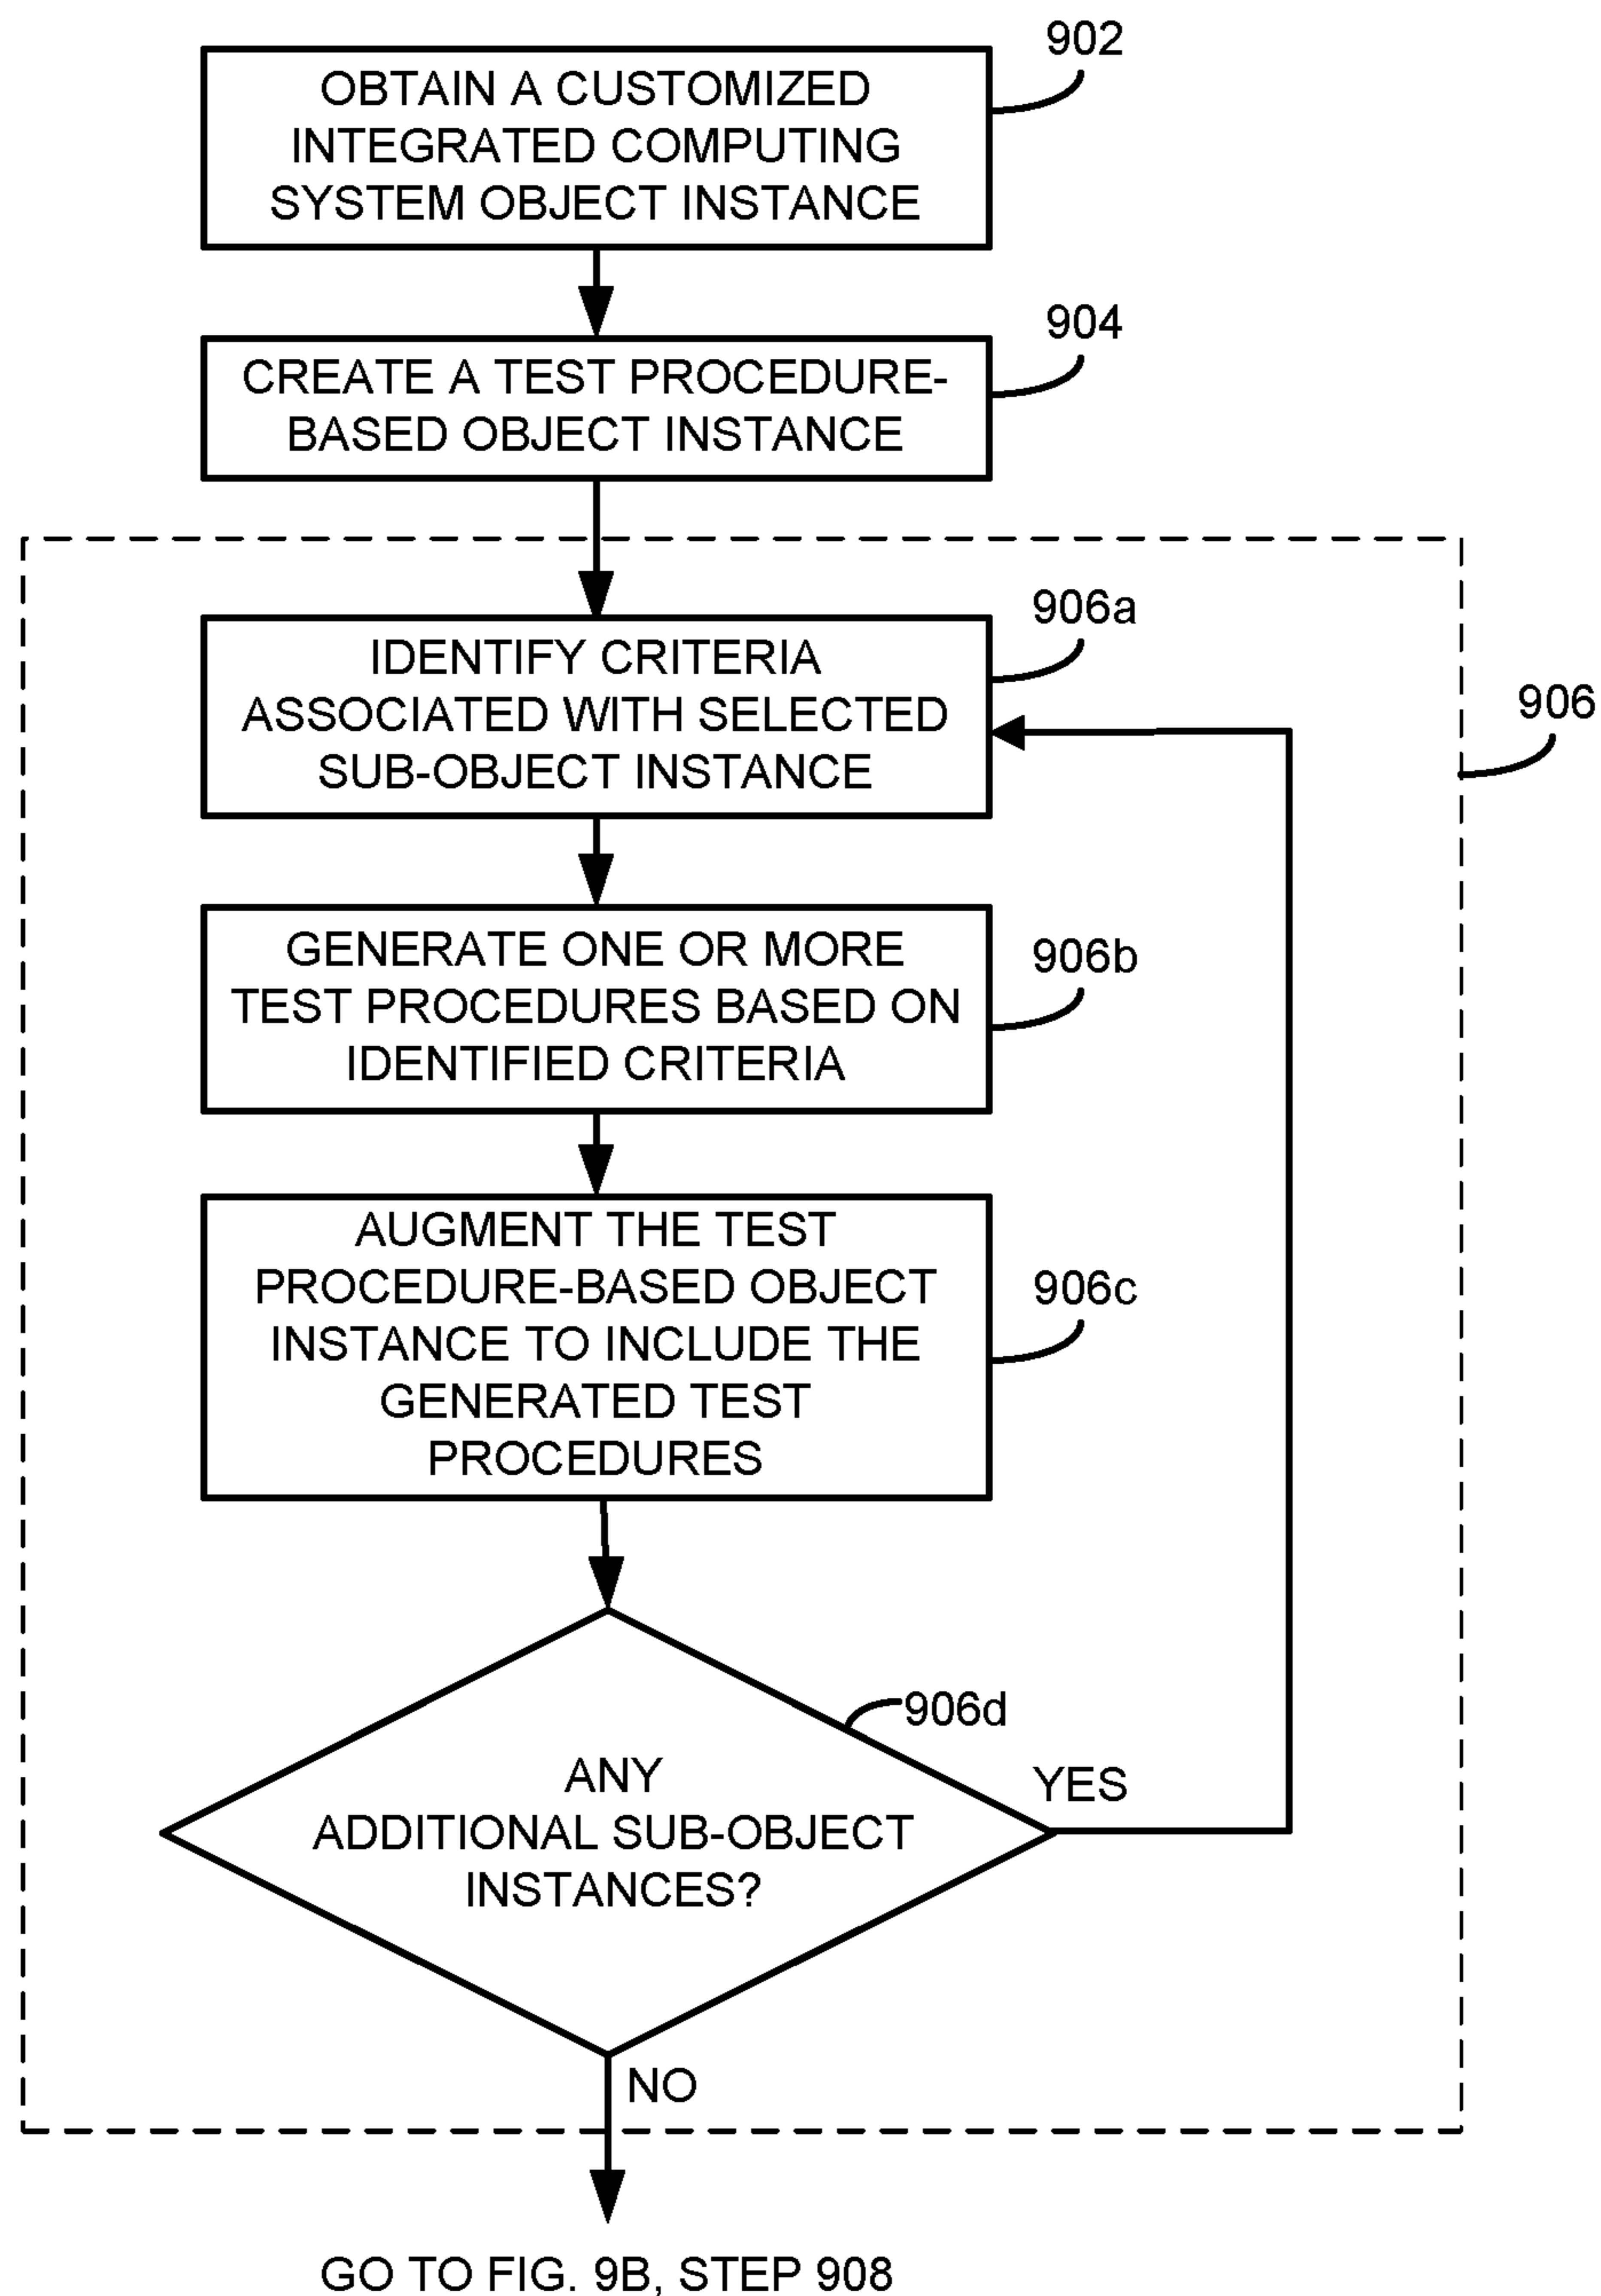 902
OBTAIN A CUSTOMIZED
INTEGRATED COMPUTING
SYSTEM OBJECT INSTANCE
904
CREATE A TEST PROCEDURE-
BASED OBJECT INSTANCE
906a
IDENTIFY CRITERIA
ASSOCIATED WITH SELECTED
SUB-OBJECT INSTANCE
906
906b
GENERATE ONE OR MORE
TEST PROCEDURES BASED ON
IDENTIFIED CRITERIA
906c
AUGMENT THE TEST
PROCEDURE-BASED OBJECT
INSTANCE TO INCLUDE THE
GENERATED TEST
PROCEDURES
906d
ANY
ADDITIONAL SUB-OBJECT
INSTANCES?
YES
NO
GO TO FIG. 9B, STEP 908